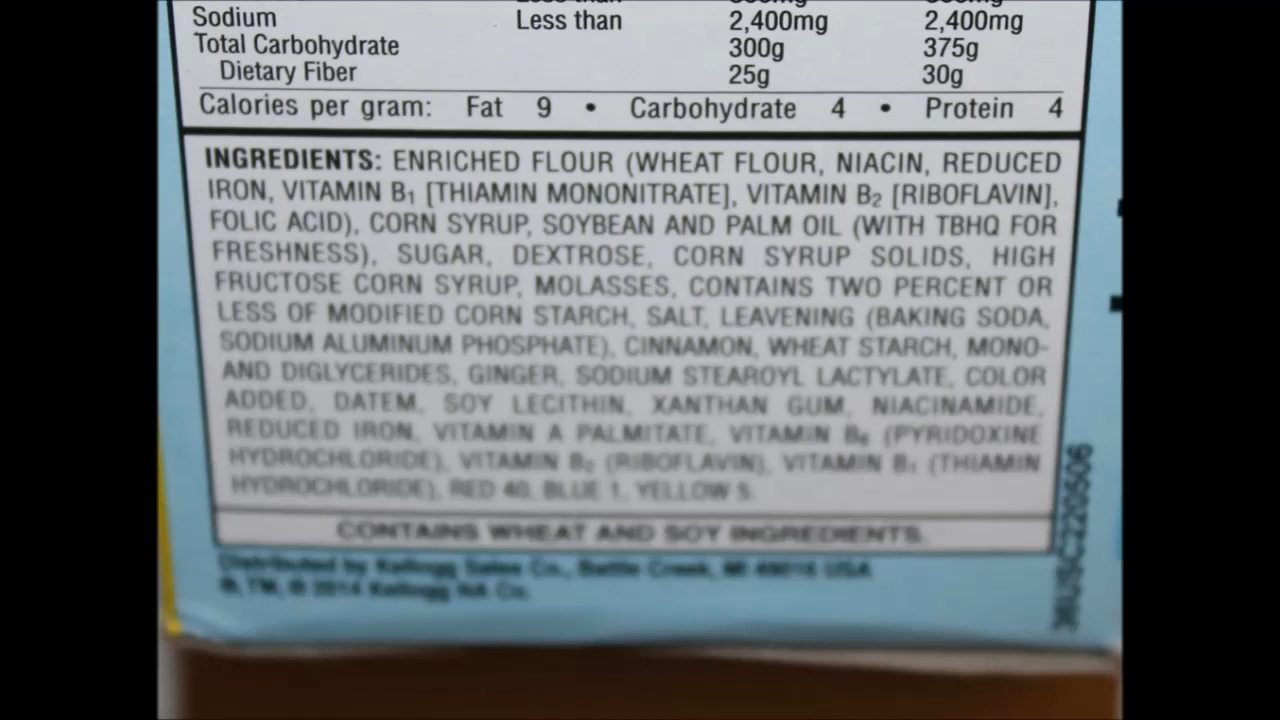 Sodium Less than 2,400mg 2,400mg
Total Carbohydrate 300g 375g
Dietary Fiber 25g 30g
Calories per gram: Fat 9 • Carbohydrate 4 • Protein 4
INGREDIENTS: ENRICHED FLOUR (WHEAT FLOUR, NIACIN, REDUCED
IRON, VITAMIN B₁ [THIAMIN MONONITRATE], VITAMIN B₂ [RIBOFLAVIN],
FOLIC ACID), CORN SYRUP, SOYBEAN AND PALM OIL (WITH TBHQ FOR
FRESHNESS), SUGAR, DEXTROSE, CORN SYRUP SOLIDS, HIGH
FRUCTOSE CORN SYRUP, MOLASSES, CONTAINS TWO PERCENT OR
LESS OF MODIFIED CORN STARCH, SALT, LEAVENING (BAKING SODA,
SODIUM ALUMINUM PHOSPHATE), CINNAMON, WHEAT STARCH, MONO-
AND DIGLYCERIDES, GINGER, SODIUM STEAROYL LACTYLATE, COLOR
ADDED, DATEM, SOY LECITHIN, XANTHAN GUM, NIACINAMIDE,
REDUCED IRON, VITAMIN A PALMITATE, VITAMIN B₆ (PYRIDOXINE
HYDROCHLORIDE), VITAMIN B₂ (RIBOFLAVIN), VITAMIN B₁ (THIAMIN
HYDROCHLORIDE), RED 40, BLUE 1, YELLOW 5.
CONTAINS WHEAT AND SOY INGREDIENTS.
Distributed by Kellogg Sales Co., Battle Creek, MI 49016 USA
®, TM, © 2014 Kellogg NA Co.